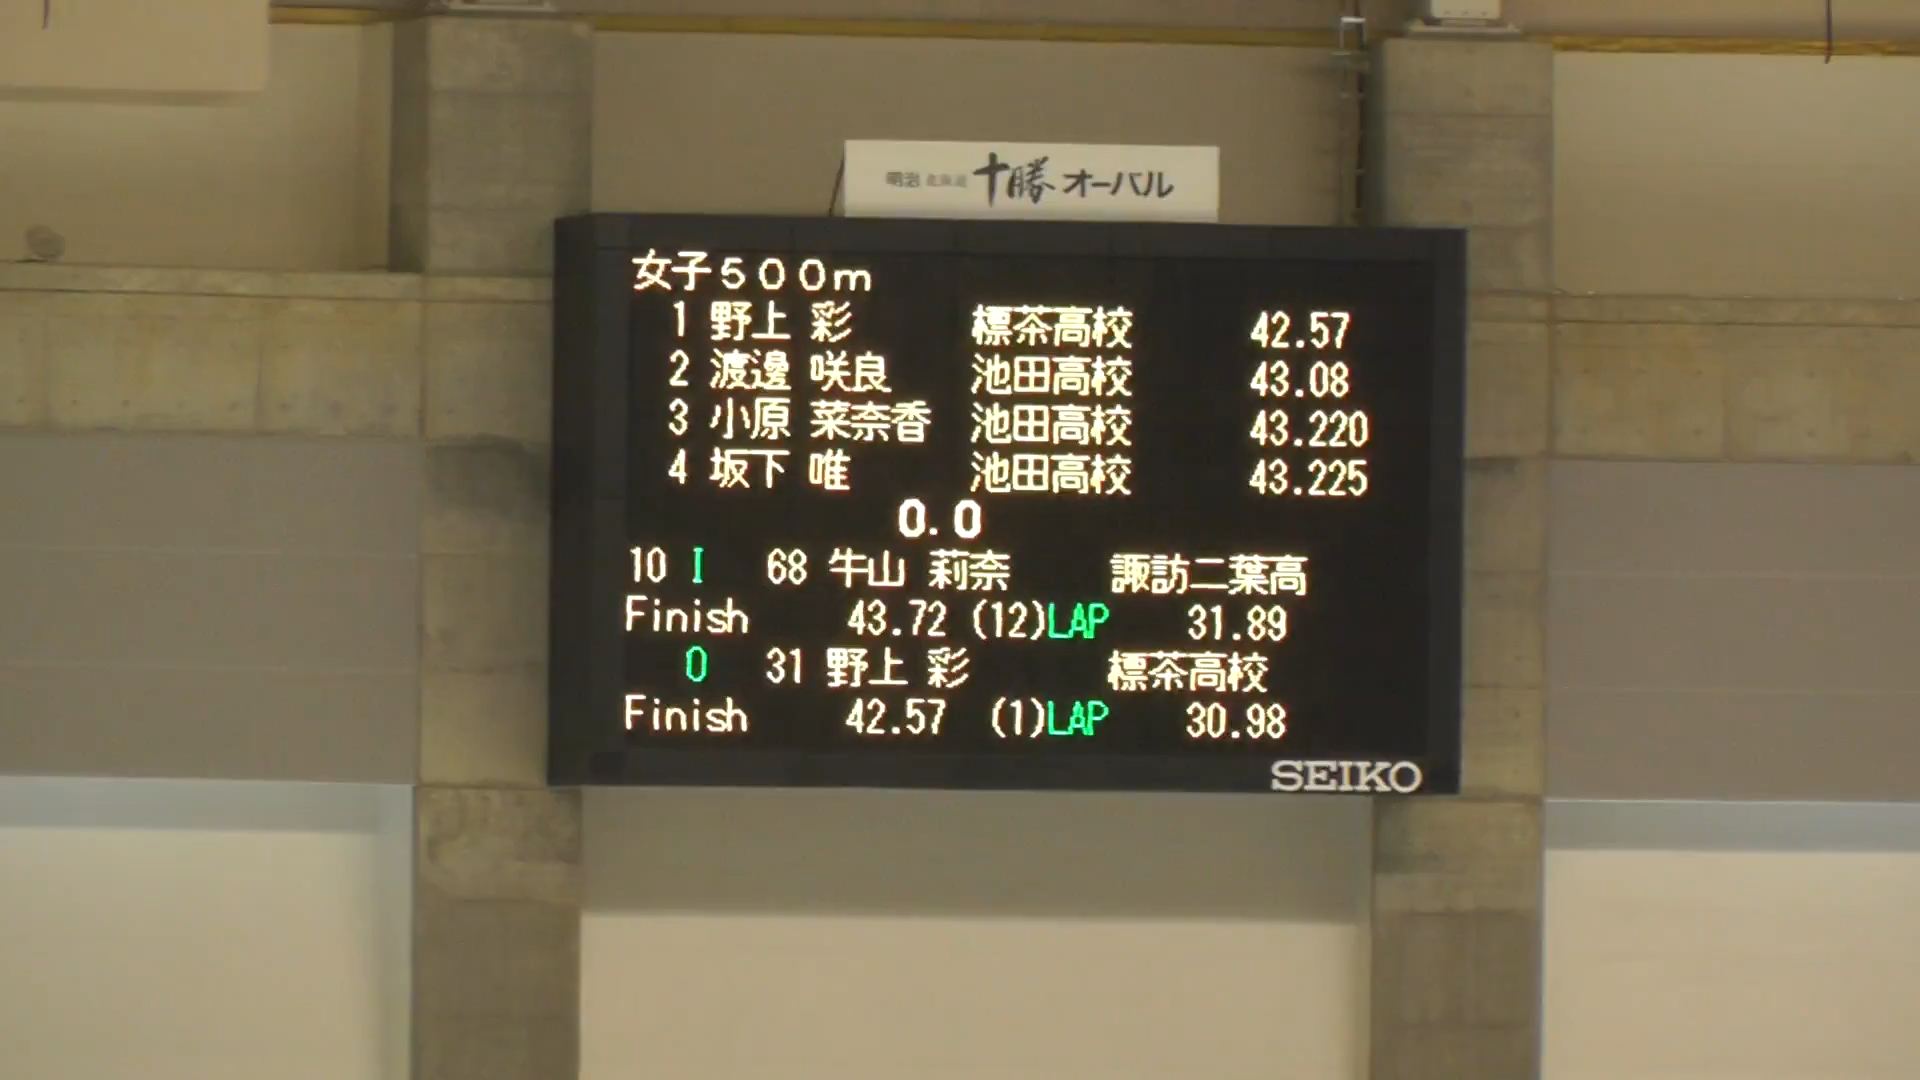 明治 北海道 十勝オーバル
女子500m
1 野上 彩 標茶高校 42.57
2 渡邊 咲良 池田高校 43.08
3 小原 菜奈香 池田高校 43.220
4 坂下 唯 池田高校 43.225
0.0
10 I 68 牛山 莉奈 諏訪二葉高
Finish 43.72 (12)LAP 31.89
O 31 野上 彩 標茶高校
Finish 42.57 (1)LAP 30.98
SEIKO